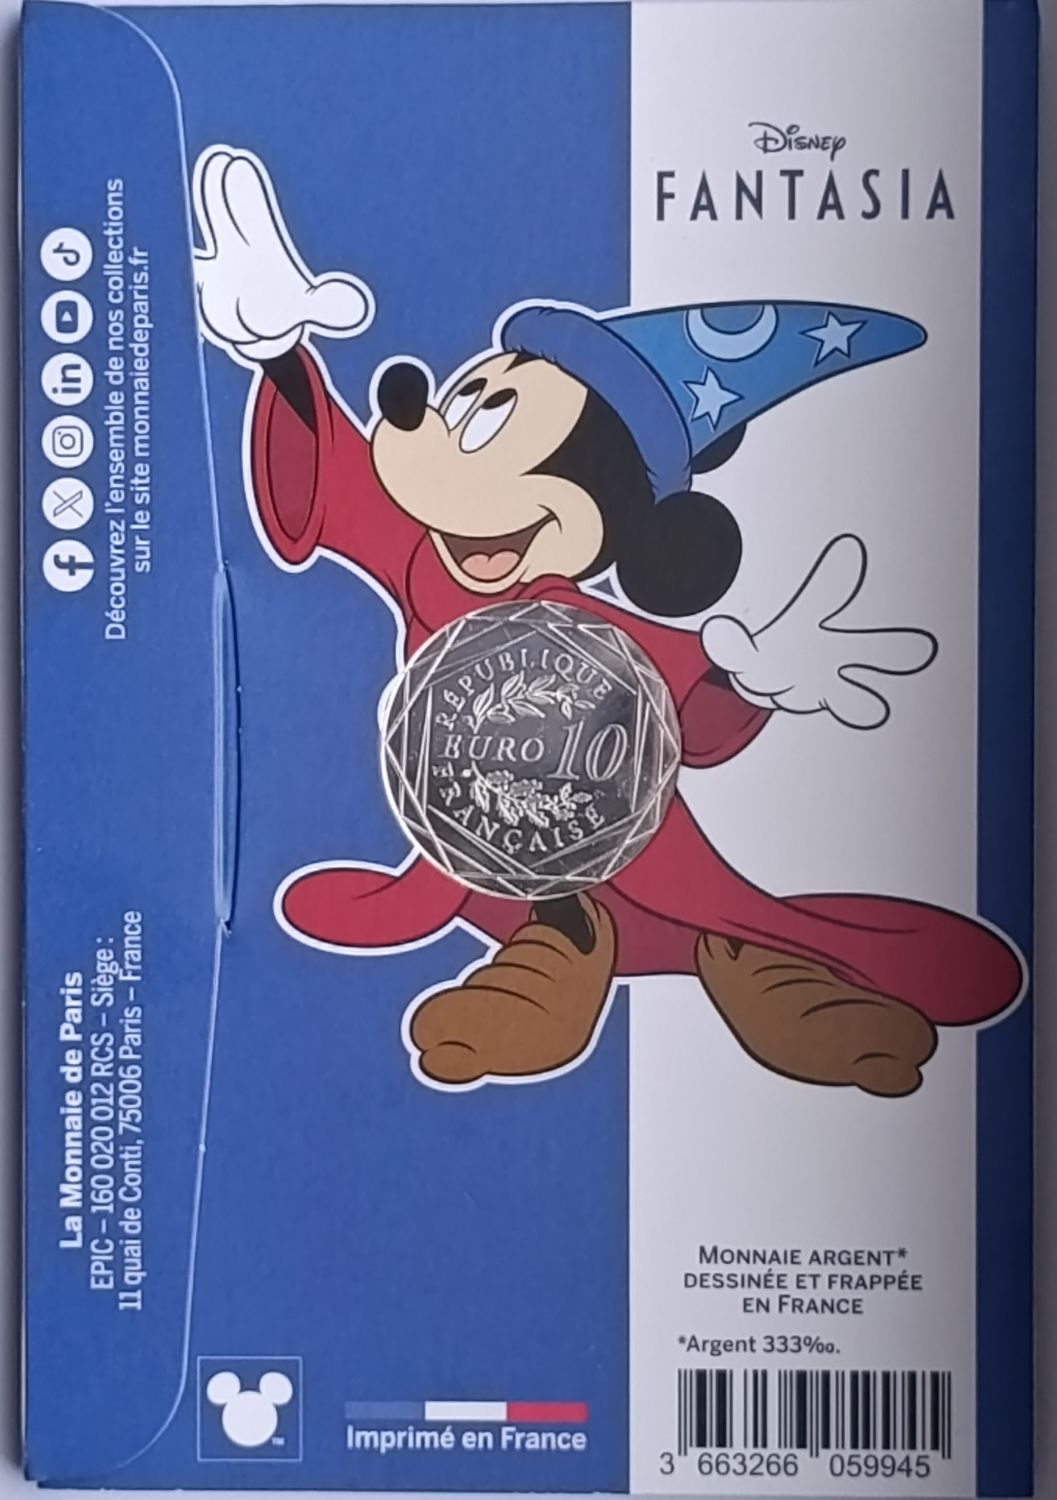 Disney
FANTASIA
Découvrez l'ensemble de nos collections
sur le site monnaiedeparis.fr
RÉPUBLIQUE
EURO 10
FRANÇAISE
La Monnaie de Paris
EPIC – 160 020 012 RCS – Siège :
11 quai de Conti, 75006 Paris – France
MONNAIE ARGENT*
DESSINÉE ET FRAPPÉE
EN FRANCE
*Argent 333‰.
TM
Imprimé en France
3 663266 059945